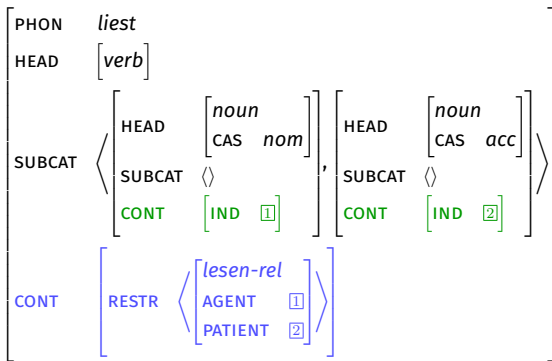 PHON liest
HEAD [verb]
SUBCAT ⟨[HEAD [noun CAS nom] SUBCAT ⟨⟩ CONT [IND 1]], [HEAD [noun CAS acc] SUBCAT ⟨⟩ CONT [IND 2]]⟩
CONT [RESTR ⟨[lesen-rel AGENT 1 PATIENT 2]⟩]